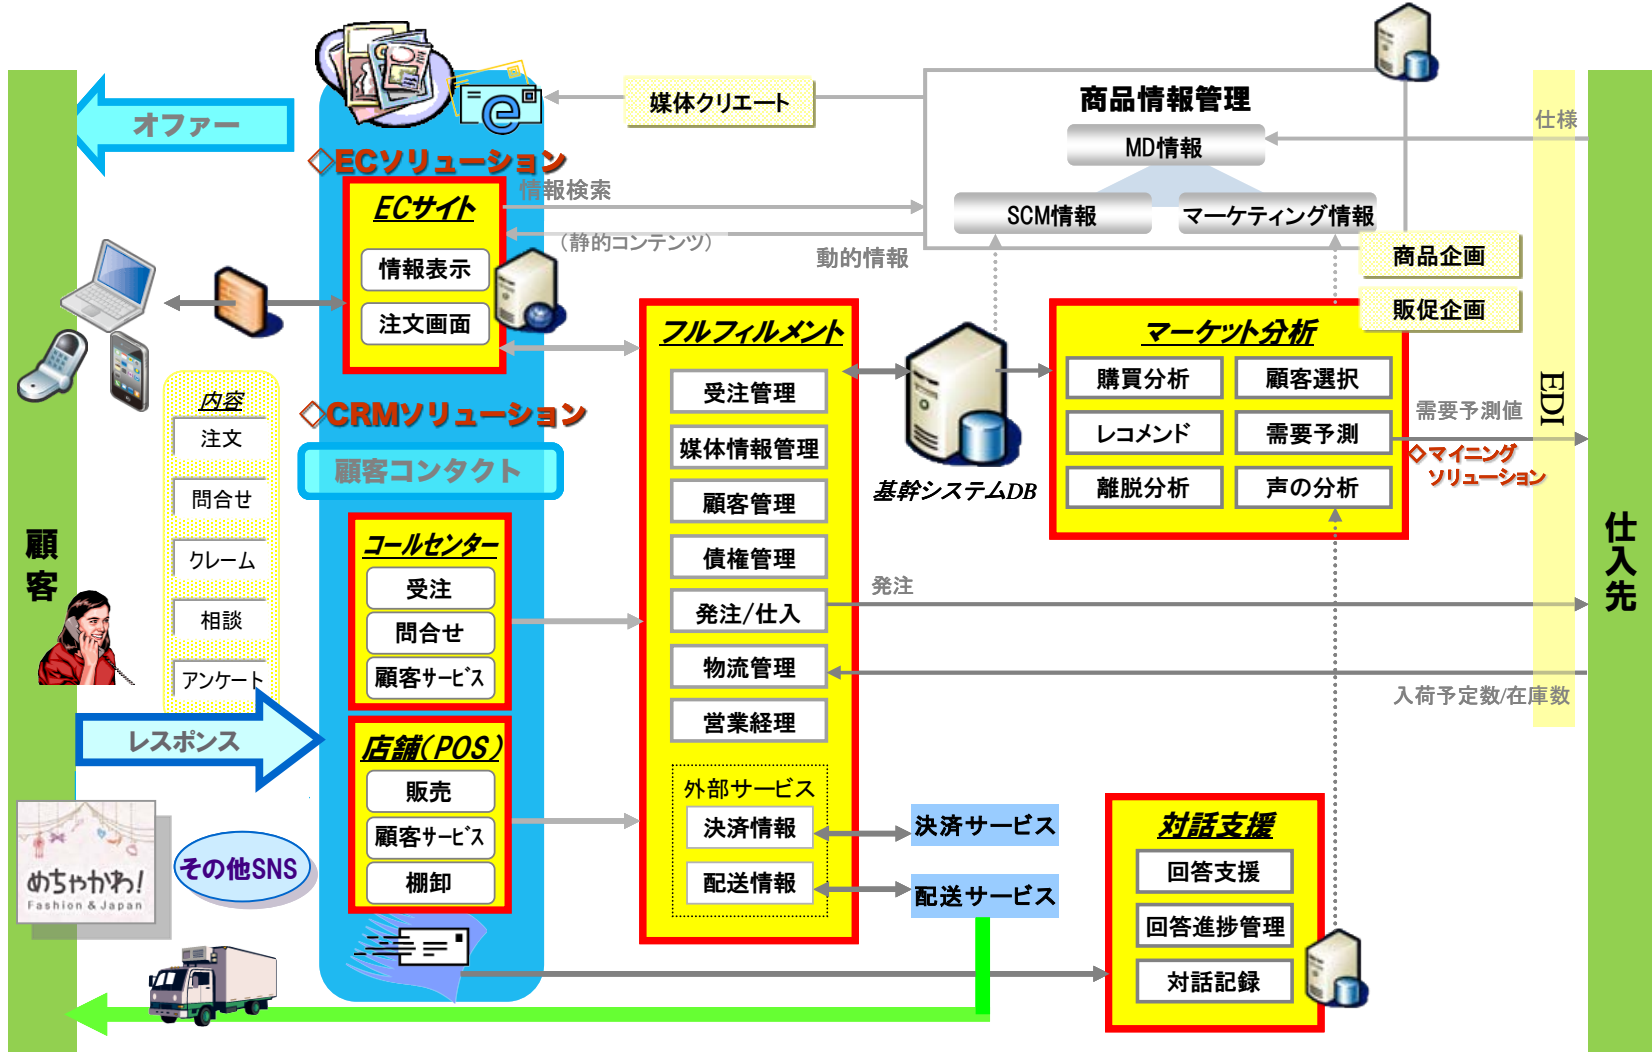 オファー
媒体クリエート
商品情報管理
MD情報
SCM情報
マーケティング情報
仕様
◇ECソリューション
ECサイト
情報検索
(静的コンテンツ)
動的情報
情報表示
注文画面
商品企画
販促企画
フルフィルメント
受注管理
媒体情報管理
顧客管理
債権管理
発注/仕入
物流管理
営業経理
外部サービス
決済情報
配送情報
基幹システムDB
マーケット分析
購買分析
顧客選択
レコメンド
需要予測
離脱分析
声の分析
需要予測値
◇マイニング
ソリューション
EDI
内容
注文
問合せ
クレーム
相談
アンケート
◇CRMソリューション
顧客コンタクト
コールセンター
受注
問合せ
顧客サービス
顧客
仕入先
発注
入荷予定数/在庫数
レスポンス
店舗(POS)
販売
顧客サービス
棚卸
決済サービス
配送サービス
対話支援
回答支援
回答進捗管理
対話記録
めちゃかわ!
Fashion & Japan
その他SNS